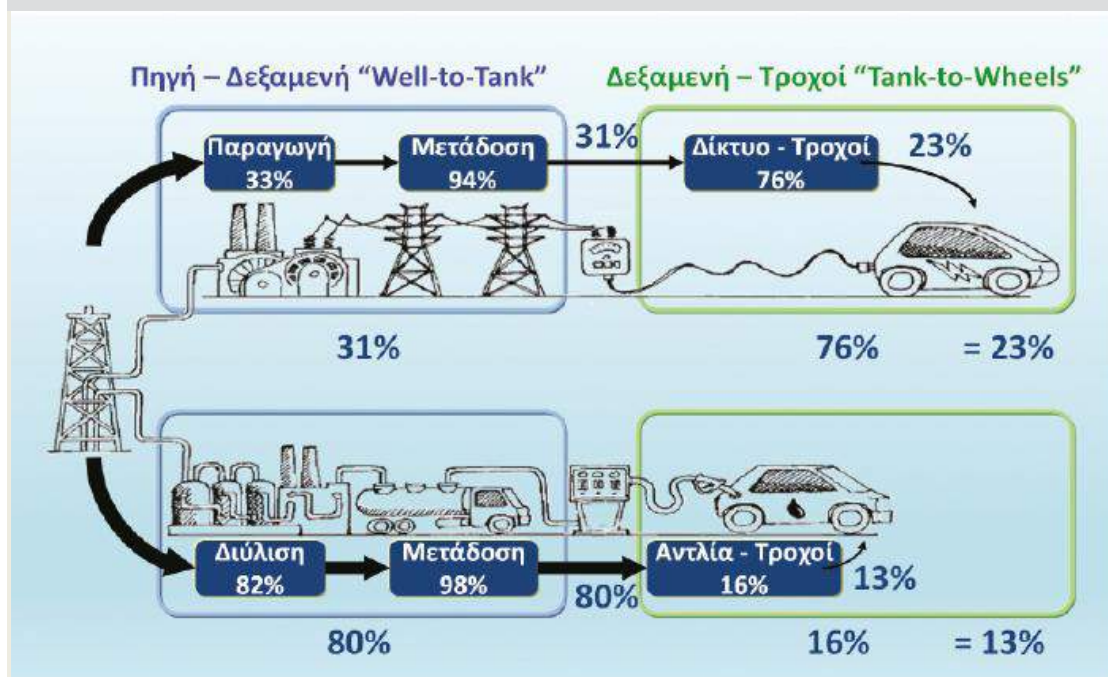 Πηγή – Δεξαμενή “Well-to-Tank”
Δεξαμενή – Τροχοί “Tank-to-Wheels”
Παραγωγή
33%
Μετάδοση
94%
31%
Δίκτυο - Τροχοί
76%
23%
31%
76%
= 23%
Διύλιση
82%
Μετάδοση
98%
80%
Αντλία - Τροχοί
16%
13%
80%
16%
= 13%